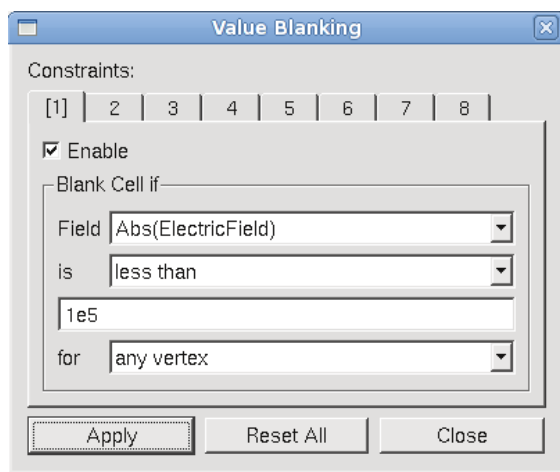 Value Blanking
Constraints:
[1] 2 3 4 5 6 7 8
Enable
Blank Cell if
Field Abs(ElectricField)
is less than
1e5
for any vertex
Apply Reset All Close